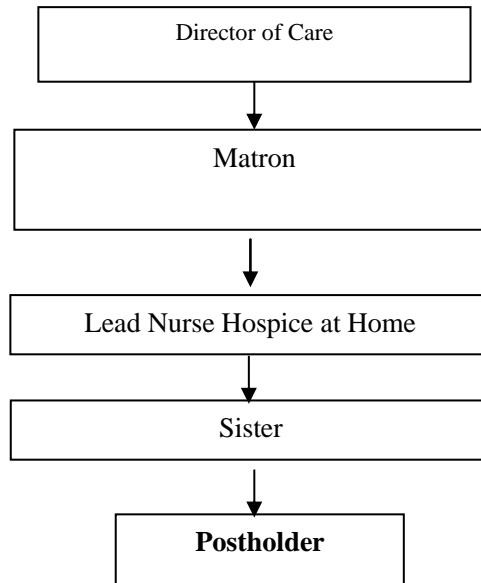 Director of Care
Matron
Lead Nurse Hospice at Home
Sister
Postholder